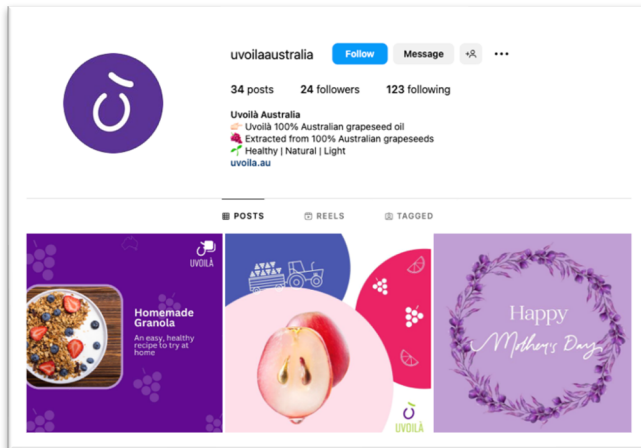 uvoilaaustralia Follow Message
34 posts 24 followers 123 following
Uvoilà Australia
Uvoilà 100% Australian grapeseed oil
Extracted from 100% Australian grapeseeds
Healthy | Natural | Light
uvoila.au
POSTS REELS TAGGED
UVOILÀ
Homemade
Granola
An easy, healthy
recipe to try at
home
UVOILÀ
Happy
Mother's Day